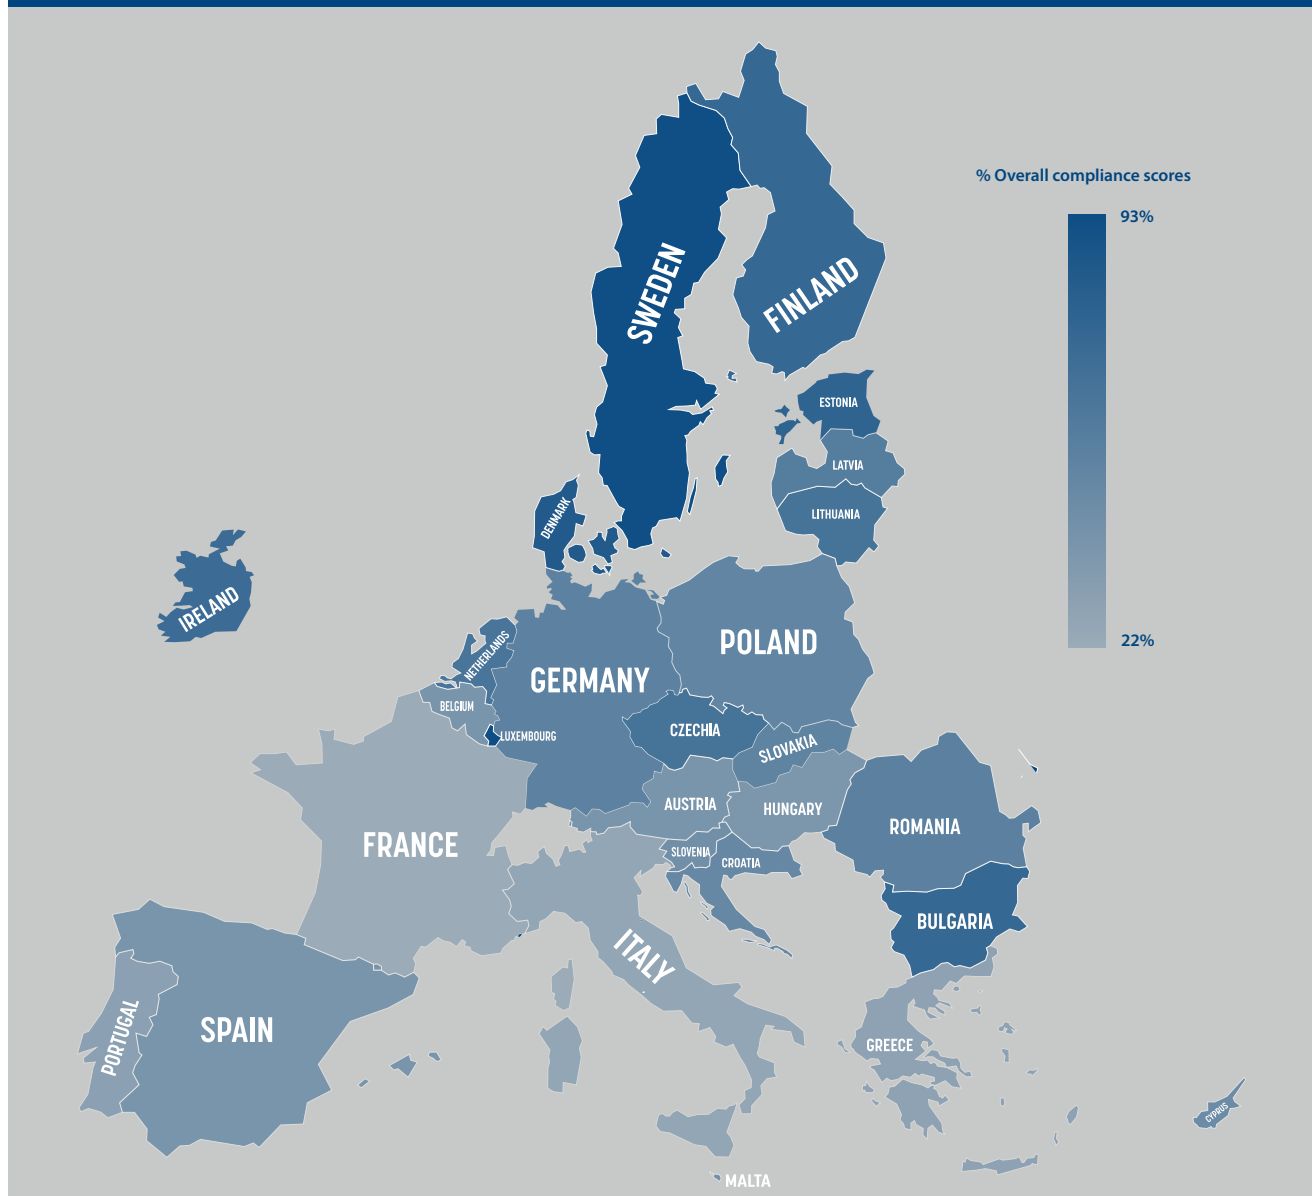 % Overall compliance scores
93%
SWEDEN
FINLAND
ESTONIA
LATVIA
LITHUANIA
DENMARK
IRELAND
22%
NETHERLANDS
POLAND
GERMANY
BELGIUM
LUXEMBOURG
CZECHIA
SLOVAKIA
AUSTRIA
HUNGARY
FRANCE
ROMANIA
SLOVENIA
CROATIA
BULGARIA
ITALY
SPAIN
PORTUGAL
GREECE
CYPRUS
MALTA